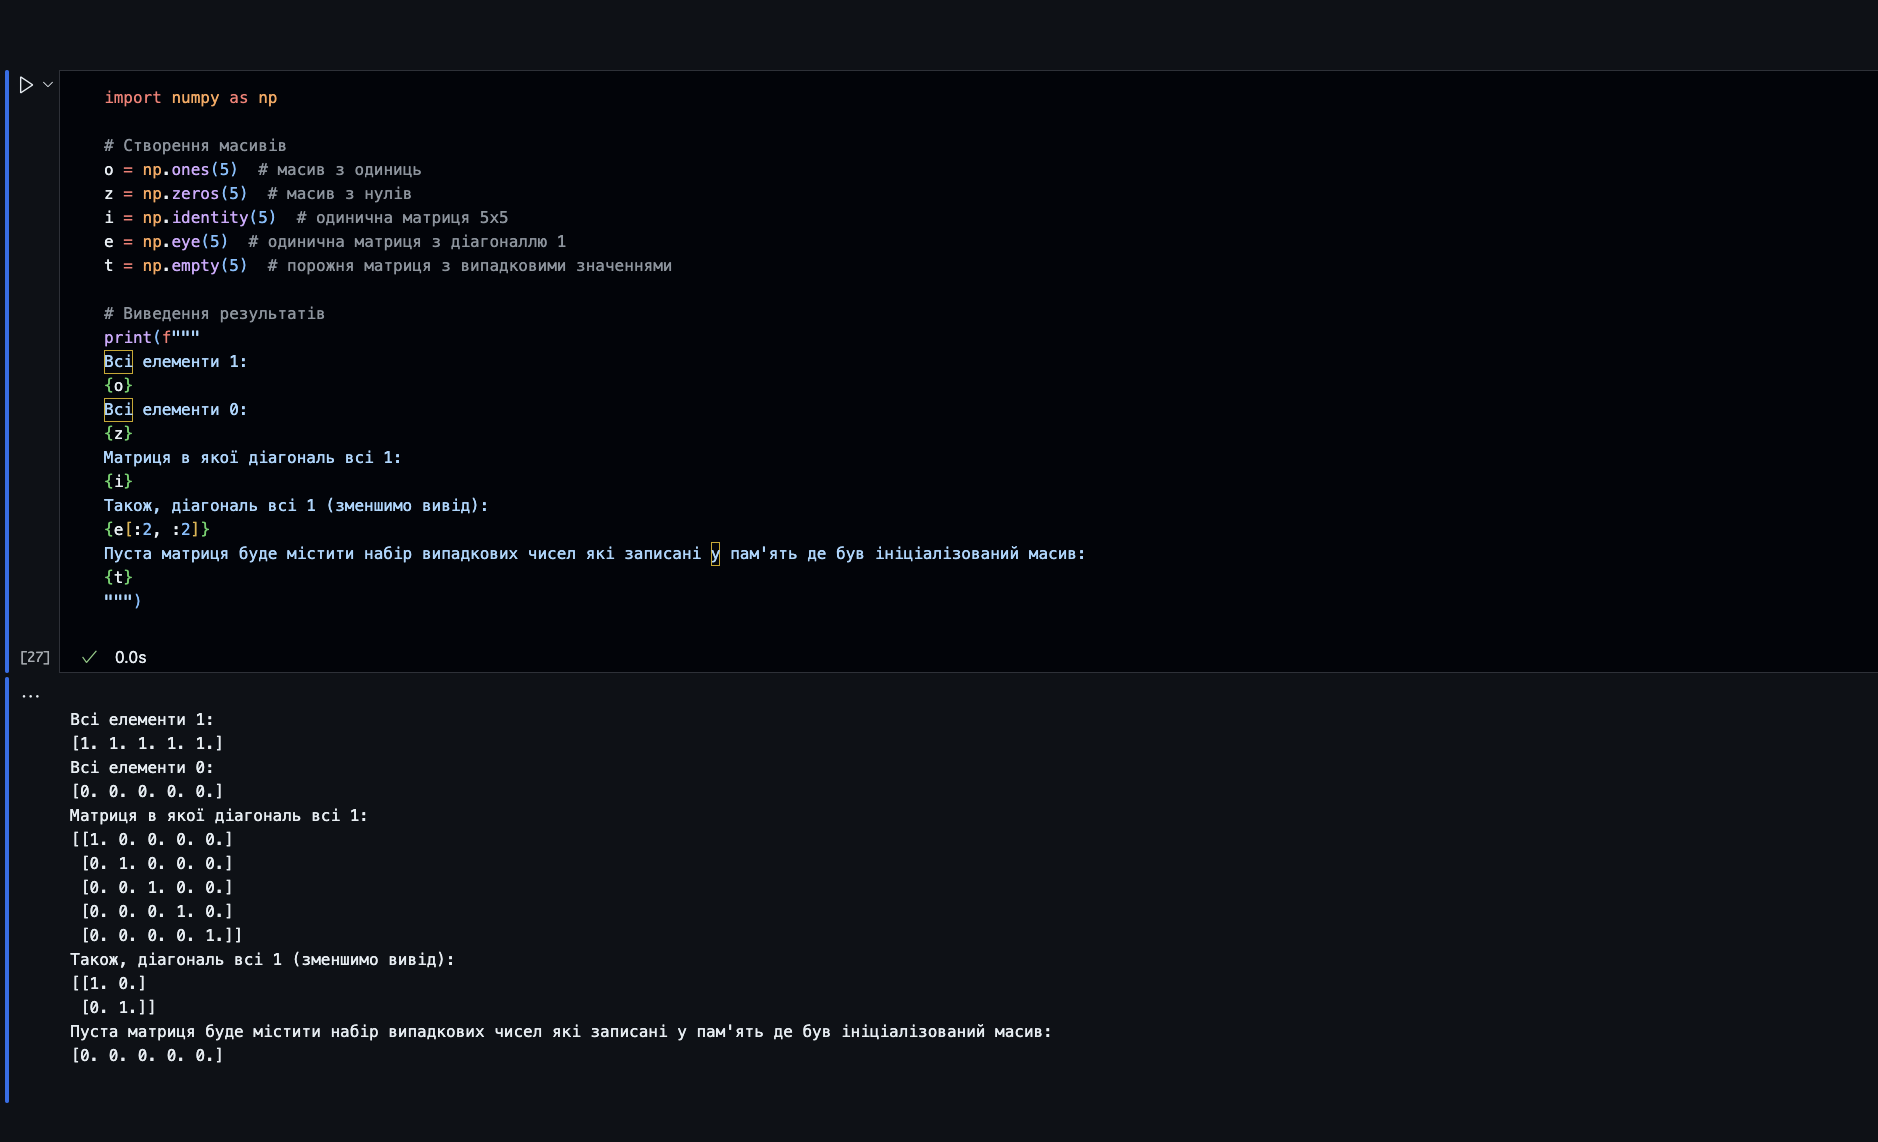 import numpy as np
# Створення масивів
o = np.ones(5)  # масив з одиниць
z = np.zeros(5)  # масив з нулів
i = np.identity(5)  # одинична матриця 5x5
e = np.eye(5)  # одинична матриця з діагоналлю 1
t = np.empty(5)  # порожня матриця з випадковими значеннями
# Виведення результатів
print(f"""
Всі елементи 1:
{o}
Всі елементи 0:
{z}
Матриця в якої діагональ всі 1:
{i}
Також, діагональ всі 1 (зменшимо вивід):
{e[:2, :2]}
Пуста матриця буде містити набір випадкових чисел які записані у пам'ять де був ініціалізований масив:
{t}
""")
[27] ✓ 0.0s
...
Всі елементи 1:
[1. 1. 1. 1. 1.]
Всі елементи 0:
[0. 0. 0. 0. 0.]
Матриця в якої діагональ всі 1:
[[1. 0. 0. 0. 0.]
 [0. 1. 0. 0. 0.]
 [0. 0. 1. 0. 0.]
 [0. 0. 0. 1. 0.]
 [0. 0. 0. 0. 1.]]
Також, діагональ всі 1 (зменшимо вивід):
[[1. 0.]
 [0. 1.]]
Пуста матриця буде містити набір випадкових чисел які записані у пам'ять де був ініціалізований масив:
[0. 0. 0. 0. 0.]